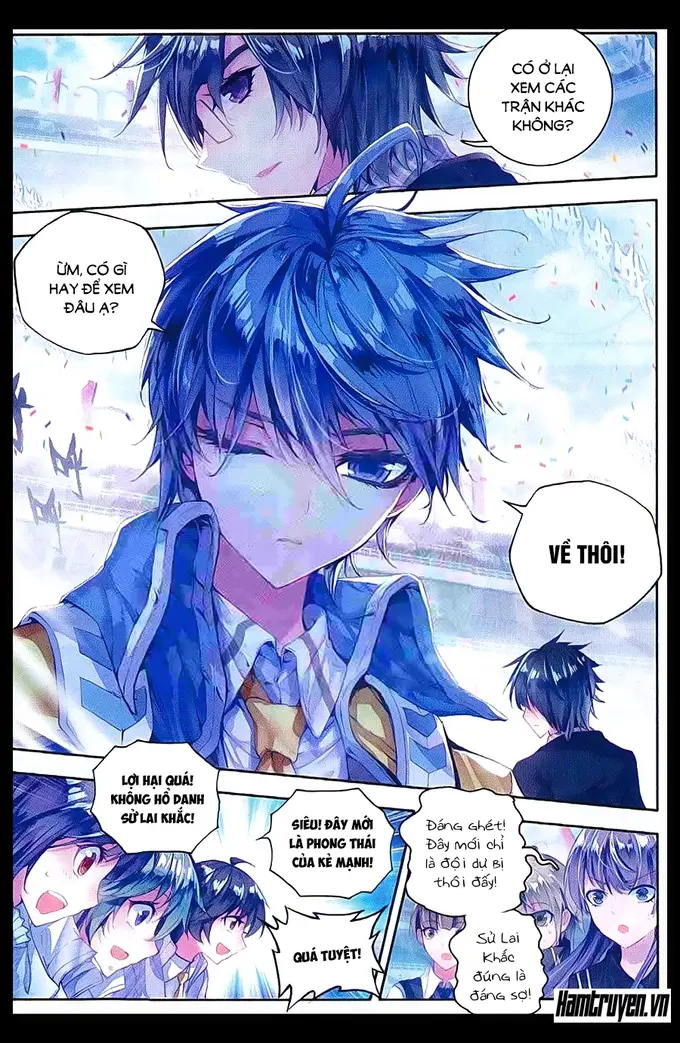 CÓ Ở LẠI
XEM CÁC
TRẬN KHÁC
KHÔNG?
ỪM, CÓ GÌ
HAY ĐỂ XEM
ĐÂU Ạ?
VỀ THÔI!
LỢI HẠI QUÁ!
KHÔNG HỔ DANH
SỬ LAI KHẮC!
SIÊU! ĐÂY MỚI
LÀ PHONG THÁI
CỦA KẺ MẠNH!
QUÁ TUYỆT!
Đáng ghét!
Đây mới chỉ
là đội dự bị
thôi đấy!
Sử Lai
Khắc
đúng là
đáng sợ!
Hamtruyen.vn